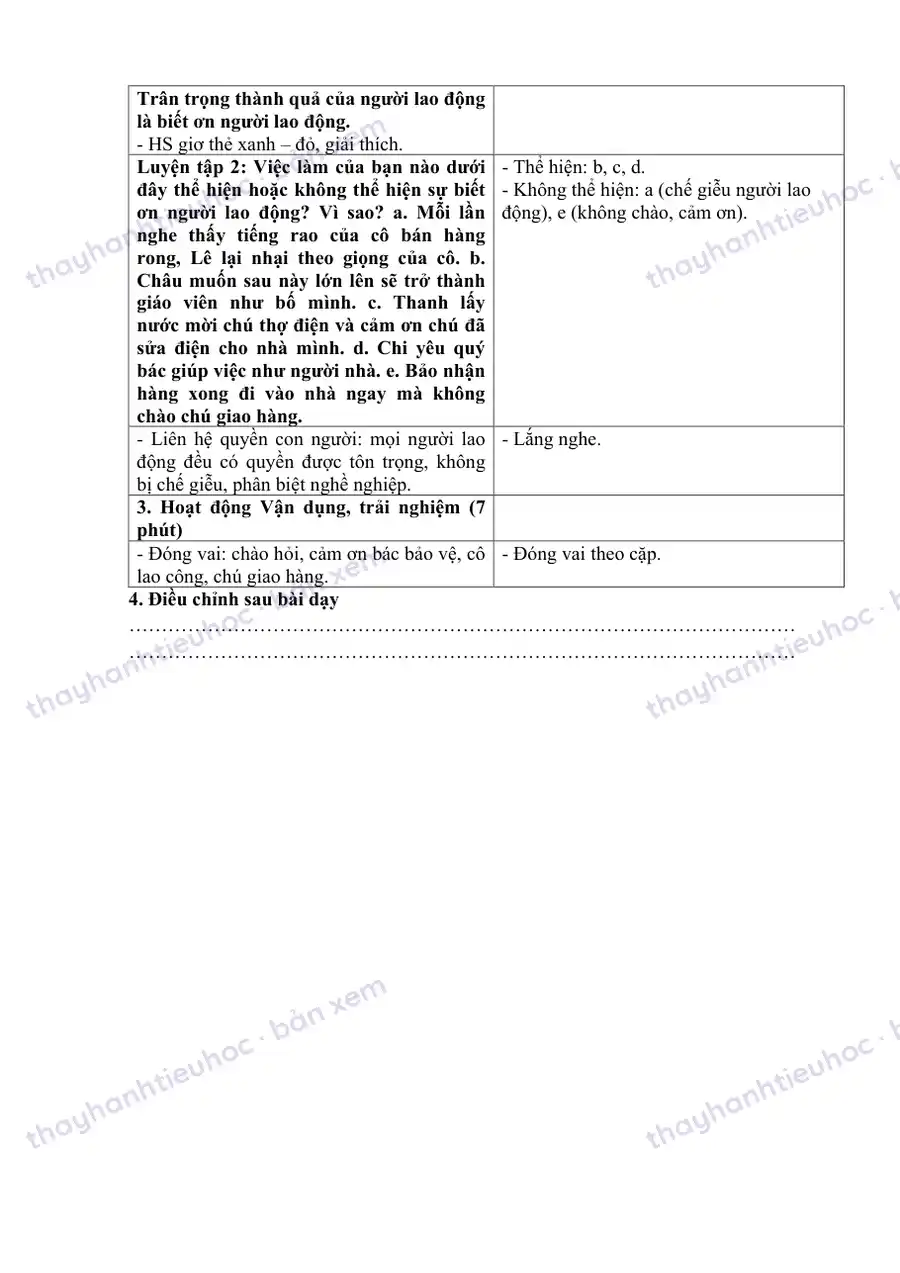 Trân trọng thành quả của người lao động
là biết ơn người lao động.
- HS giơ thẻ xanh – đỏ, giải thích.
Luyện tập 2: Việc làm của bạn nào dưới
đây thể hiện hoặc không thể hiện sự biết
ơn người lao động? Vì sao? a. Mỗi lần
nghe thấy tiếng rao của cô bán hàng
rong, Lê lại nhại theo giọng của cô. b.
Châu muốn sau này lớn lên sẽ trở thành
giáo viên như bố mình. c. Thanh lấy
nước mời chú thợ điện và cảm ơn chú đã
sửa điện cho nhà mình. d. Chi yêu quý
bác giúp việc như người nhà. e. Bảo nhận
hàng xong đi vào nhà ngay mà không
chào chú giao hàng.
- Thể hiện: b, c, d.
- Không thể hiện: a (chế giễu người lao
động), e (không chào, cảm ơn).
- Liên hệ quyền con người: mọi người lao
động đều có quyền được tôn trọng, không
bị chế giễu, phân biệt nghề nghiệp.
- Lắng nghe.
3. Hoạt động Vận dụng, trải nghiệm (7
phút)
- Đóng vai: chào hỏi, cảm ơn bác bảo vệ, cô
lao công, chú giao hàng.
- Đóng vai theo cặp.
4. Điều chỉnh sau bài dạy
…………………………………………………………………………………………
…………………………………………………………………………………………
thayhanhtieuhoc · bản xem
thayhanhtieuhoc · b
thayhanhtieuhoc · bản xem
thayhanhtieuhoc · b
thayhanhtieuhoc · bản xem
thayhanhtieuhoc · b